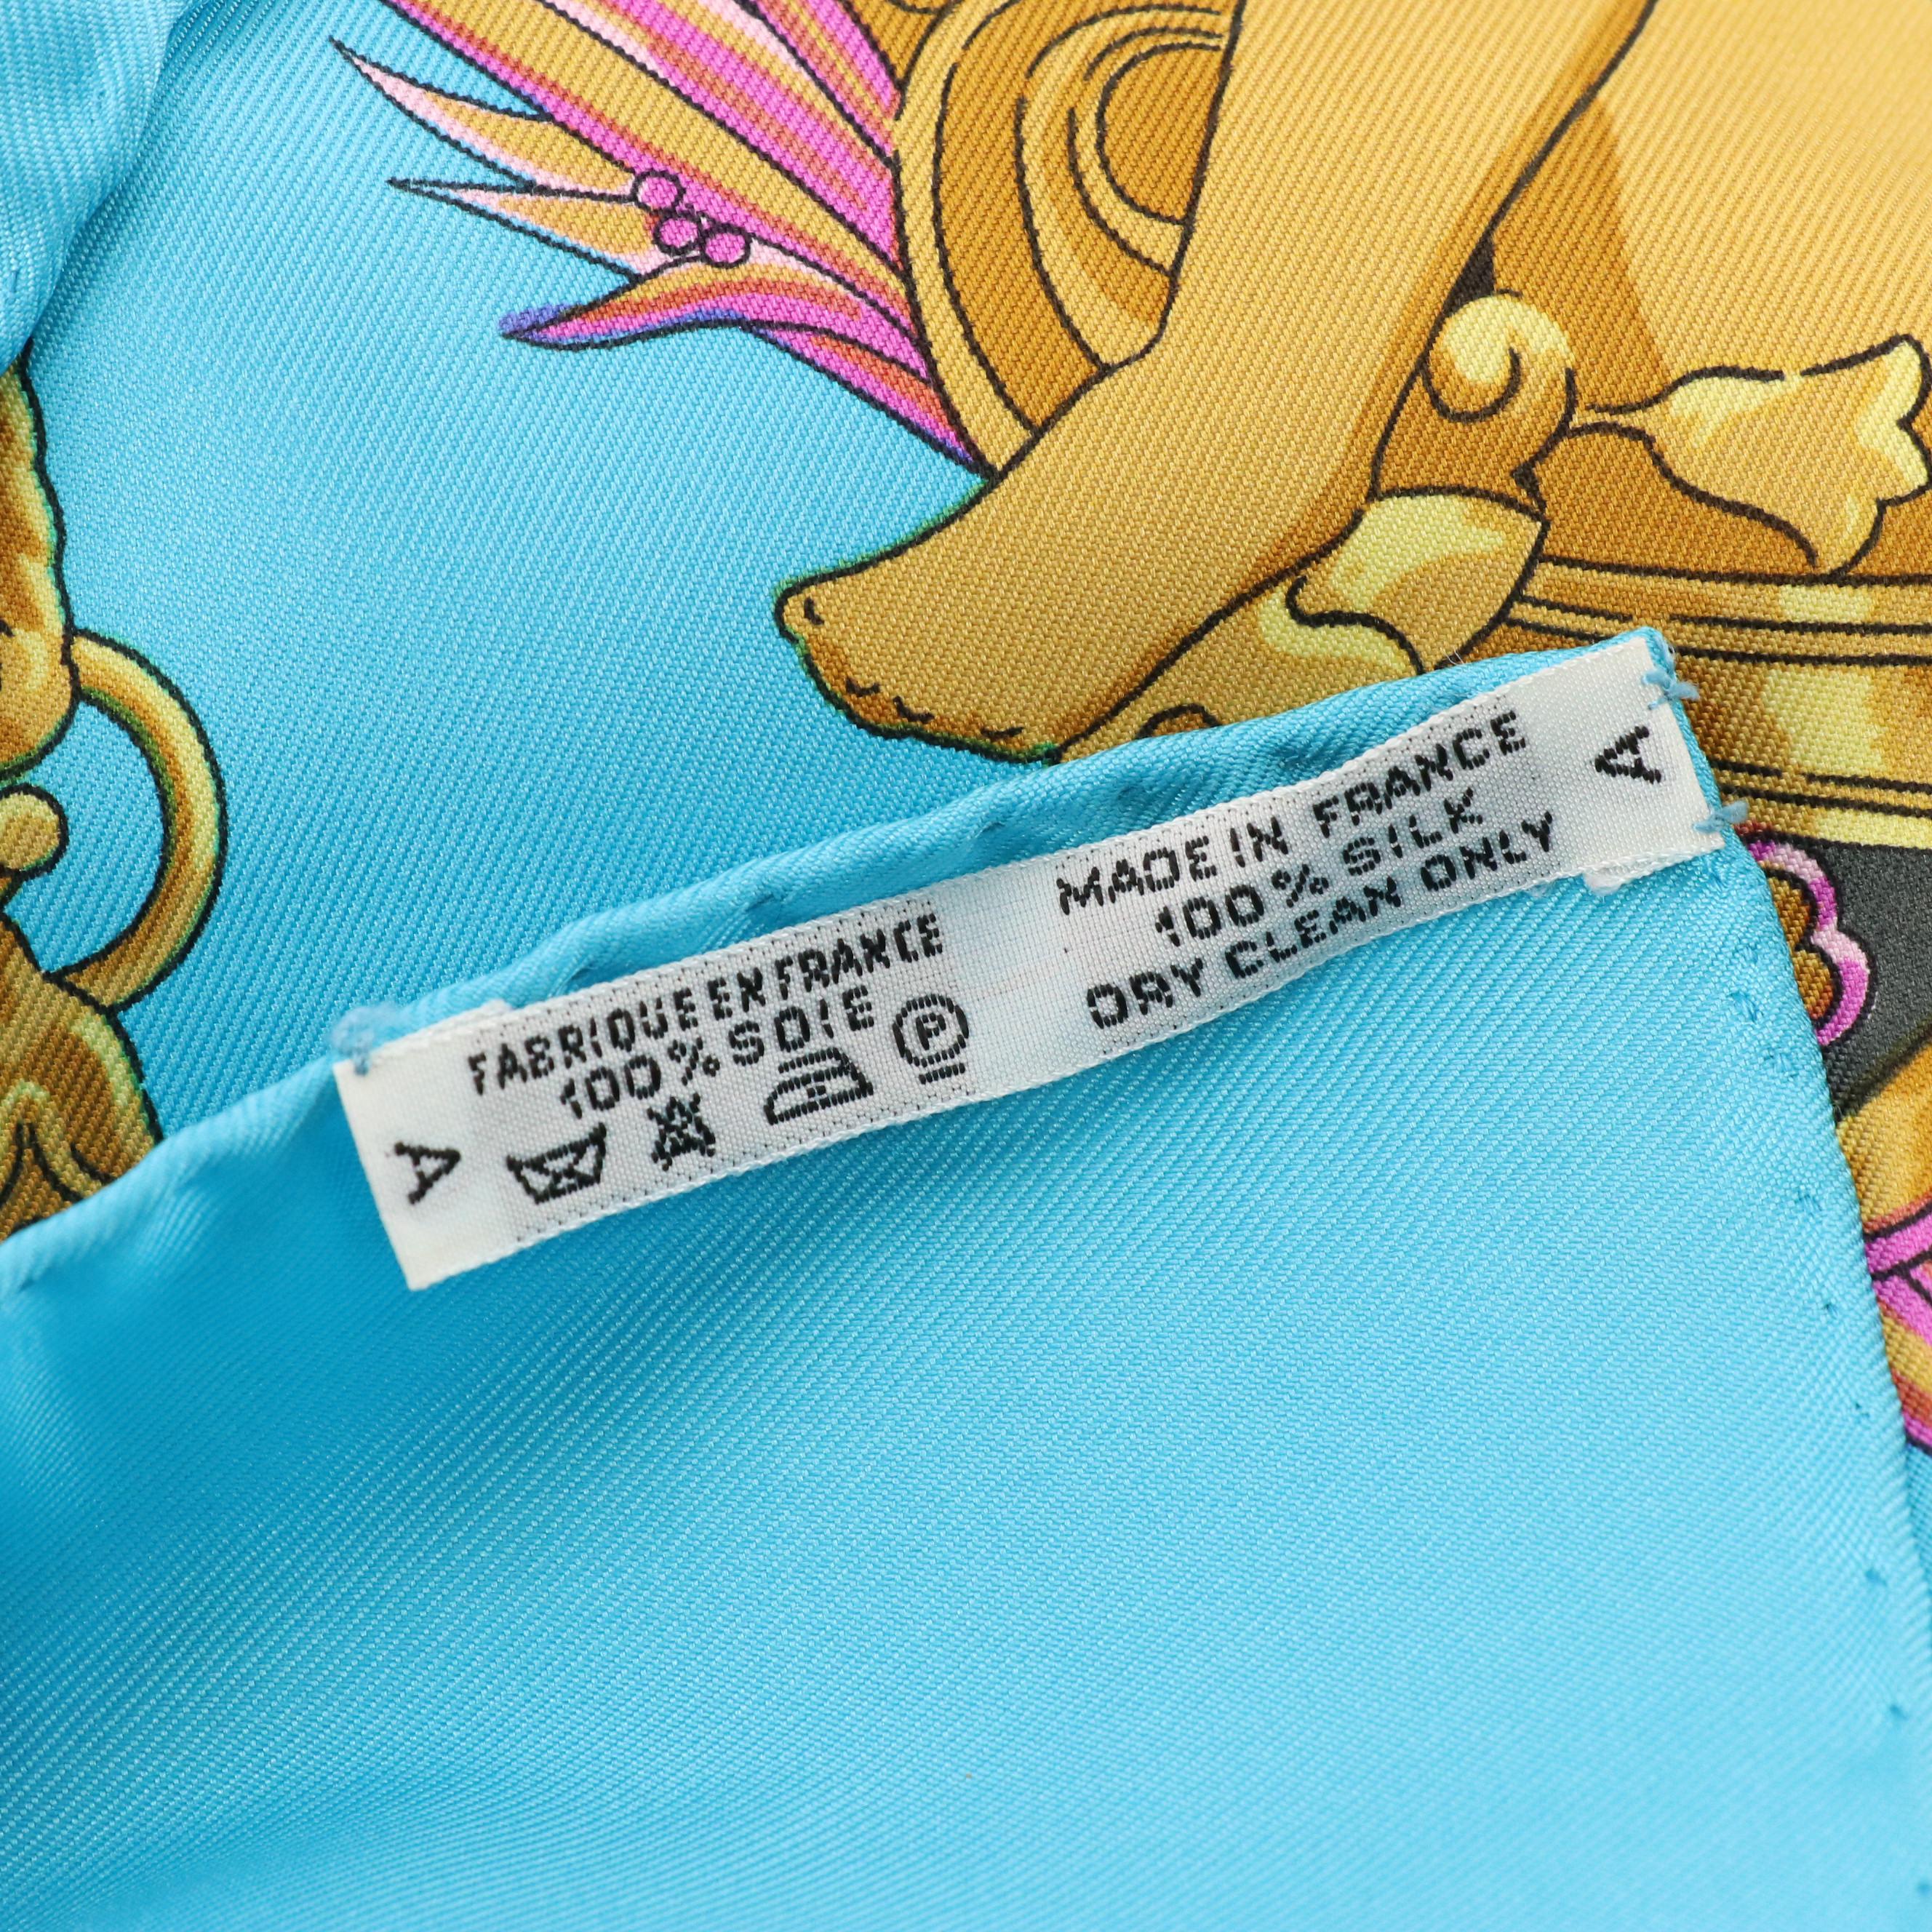 A
FABRIQUE EN FRANCE
100% SOIE
P
MADE IN FRANCE
100% SILK
DRY CLEAN ONLY
A